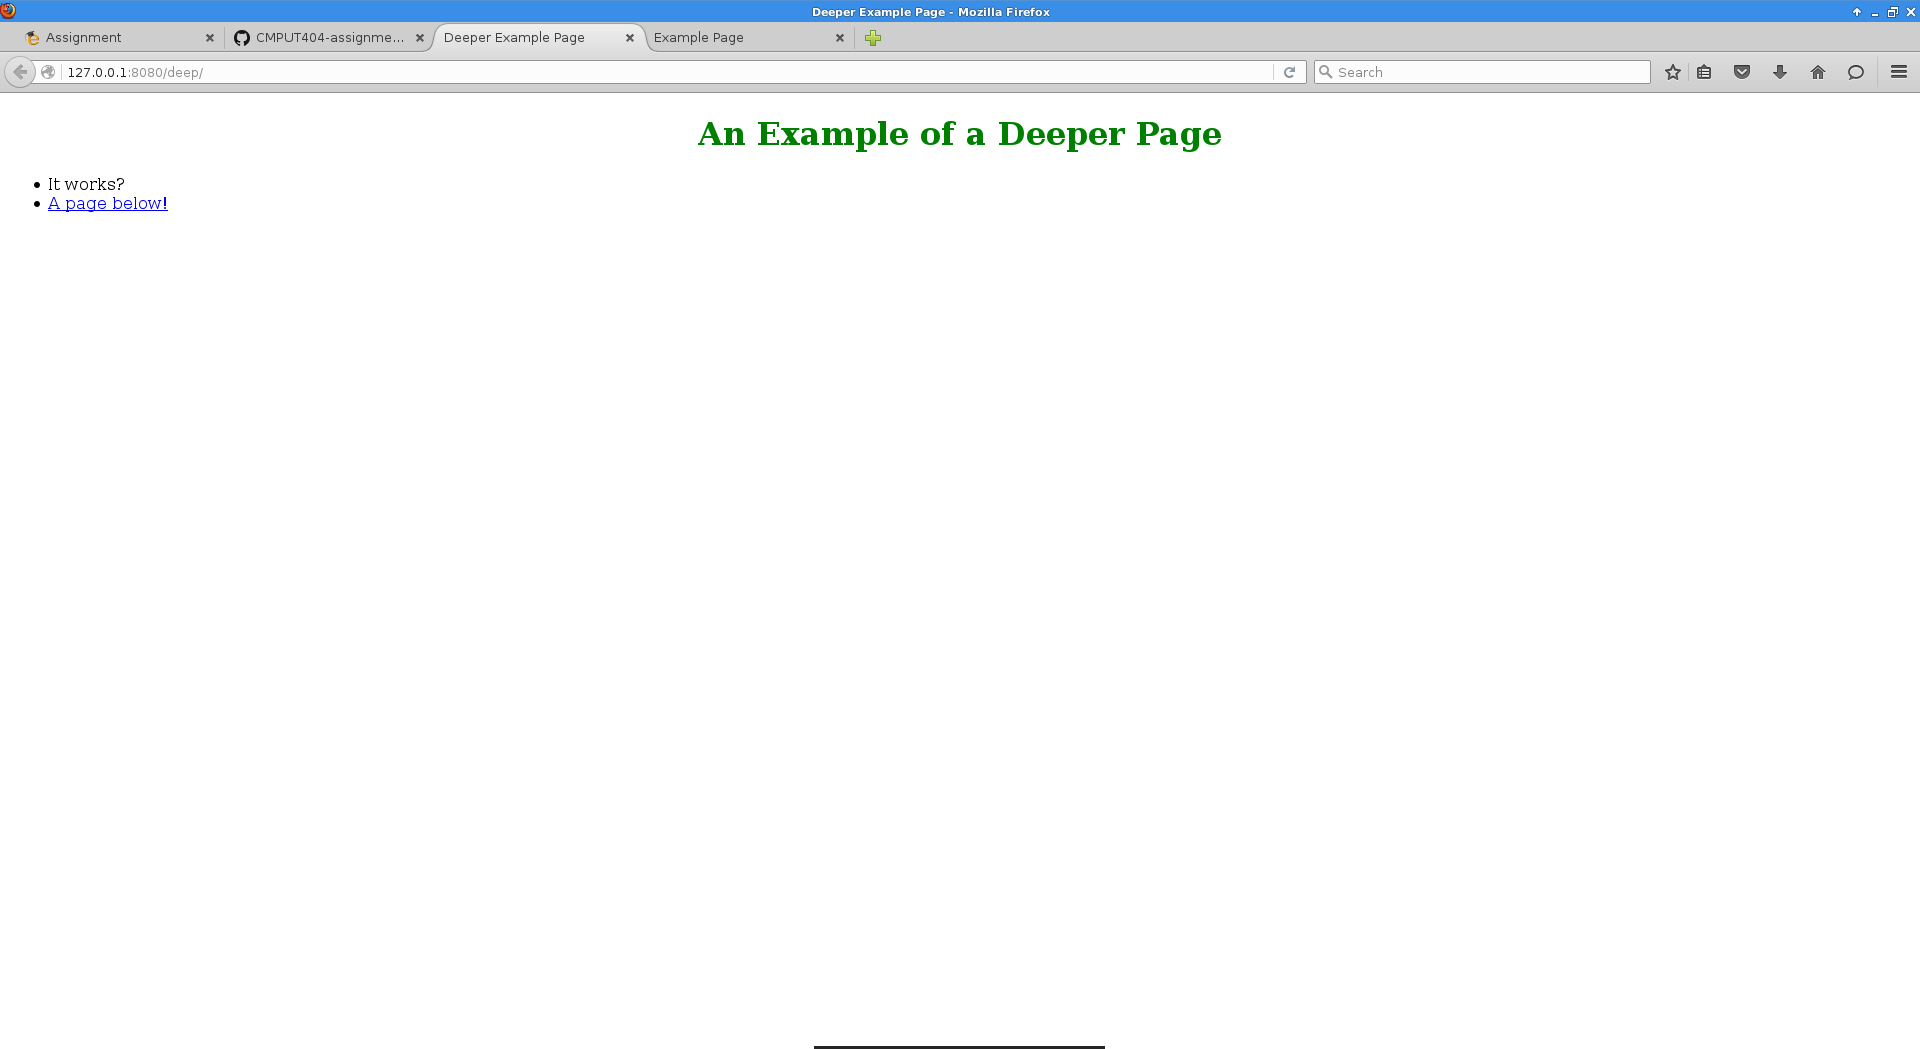 Deeper Example Page - Mozilla Firefox
Assignment
CMPUT404-assignme...
Deeper Example Page
Example Page
127.0.0.1:8080/deep/
Search
An Example of a Deeper Page
It works?
A page below!